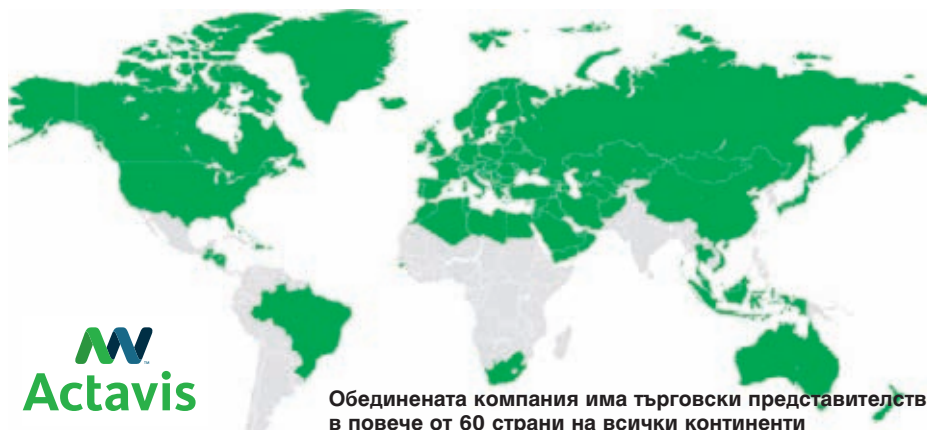 Actavis
Обединената компания има търговски представителств
в повече от 60 страни на всички континенти